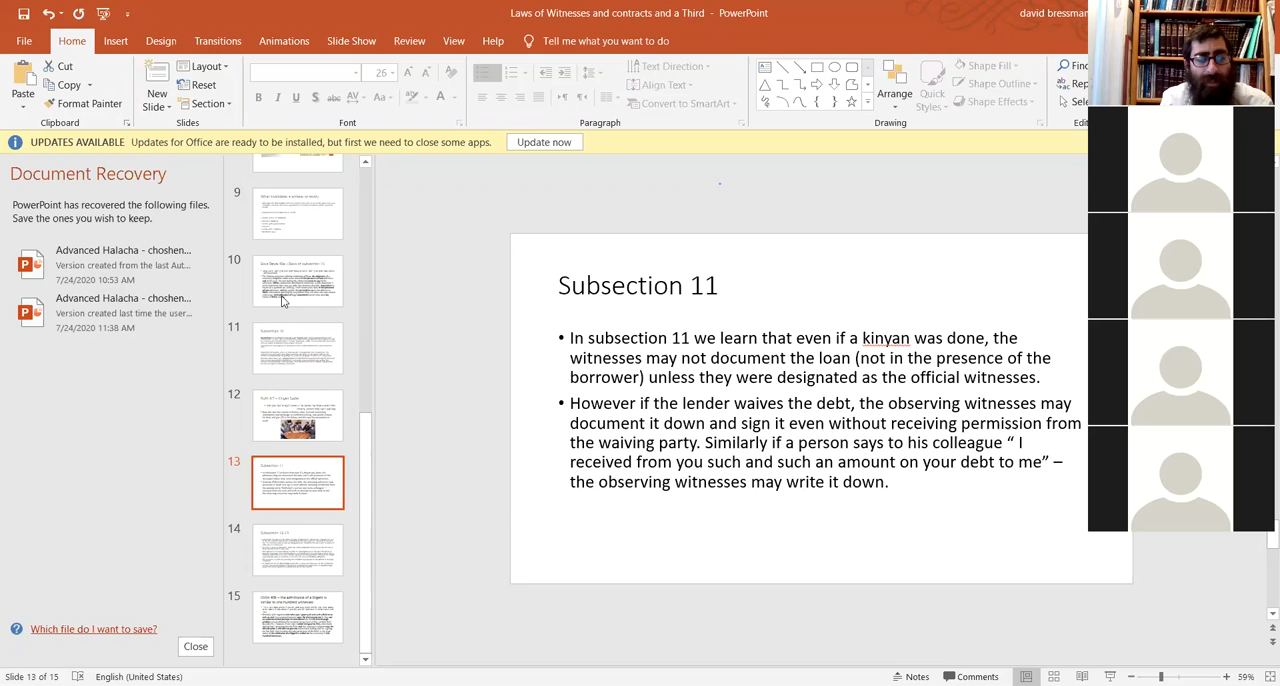 Laws of Witnesses and contracts and a Third - PowerPoint
david bressman
File Home Insert Design Transitions Animations Slide Show Review View Help Tell me what you want to do
Paste
Cut
Copy
Format Painter
Clipboard
New
Slide
Layout
Reset
Section
Slides
26
B I U S abc AV Aa A
Font
Text Direction
Align Text
Convert to SmartArt
Paragraph
Arrange
Quick
Styles
Shape Fill
Shape Outline
Shape Effects
Drawing
UPDATES AVAILABLE Updates for Office are ready to be installed, but first we need to close some apps. Update now
Document Recovery
PowerPoint has recovered the following files.
Save the ones you wish to keep.
Advanced Halacha - choshen...
Version created from the last Aut...
7/24/2020 10:53 AM
Advanced Halacha - choshen...
Version created last time the user...
7/24/2020 11:38 AM
Which file do I want to save?
Close
9
10
11
12
13
Subsection 11
14
15
Subsection 11
• In subsection 11 we learn that even if a kinyan was done, the
witnesses may not document the loan (not in the presence of the
borrower) unless they were designated as the official witnesses.
However if the
the debt, the observing witnesses may
document it down and sign it even without receiving permission from
the waiving party. Similarly if a person says to his colleague “ I
received from you such and such an amount on your debt to me” –
the observing witnesses may write it down.
Slide 13 of 15 English (United States)
Notes Comments 59%